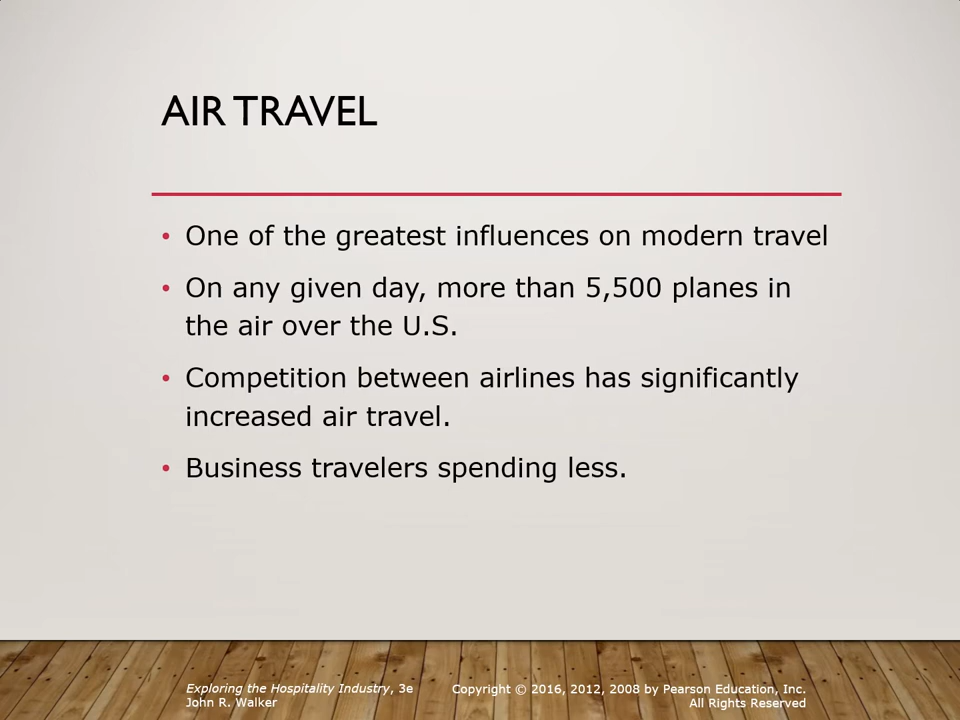 AIR TRAVEL
• One of the greatest influences on modern travel
• On any given day, more than 5,500 planes in
the air over the U.S.
• Competition between airlines has significantly
increased air travel.
• Business travelers spending less.
Exploring the Hospitality Industry, 3e
John R. Walker
Copyright © 2016, 2012, 2008 by Pearson Education, Inc.
All Rights Reserved